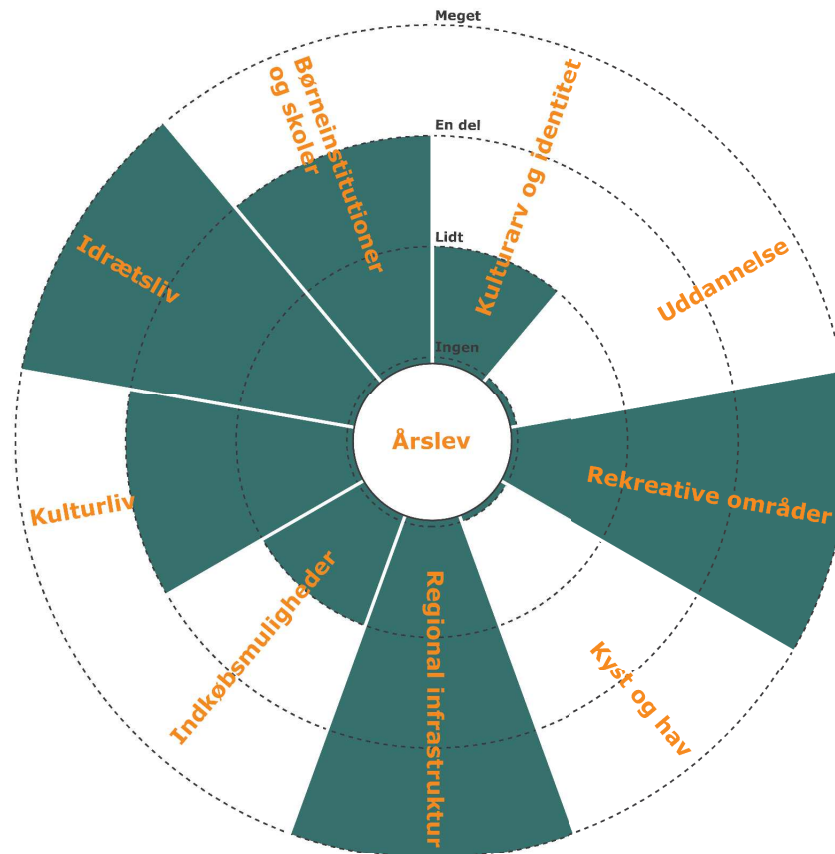 Meget
En del
Lidt
Ingen
Årslev
Kulturarv og identitet
Uddannelse
Rekreative områder
Kyst og hav
Regional infrastruktur
Indkøbsmuligheder
Kulturliv
Idrætsliv
Børneinstitutioner
og skoler